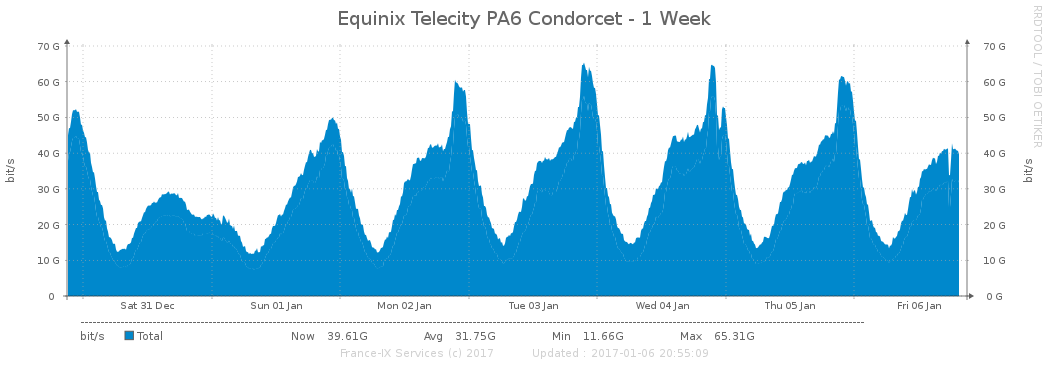 Equinix Telecity PA6 Condorcet - 1 Week
RRDTOOL / TOBI OETIKER
70 G 70 G
60 G 60 G
50 G 50 G
40 G 40 G
30 G 30 G
20 G 20 G
10 G 10 G
0 0 G
bit/s
bit/s
Sat 31 Dec Sun 01 Jan Mon 02 Jan Tue 03 Jan Wed 04 Jan Thu 05 Jan Fri 06 Jan
bit/s Total Now 39.61G Avg 31.75G Min 11.66G Max 65.31G
France-IX Services (c) 2017 Updated : 2017-01-06 20:55:09